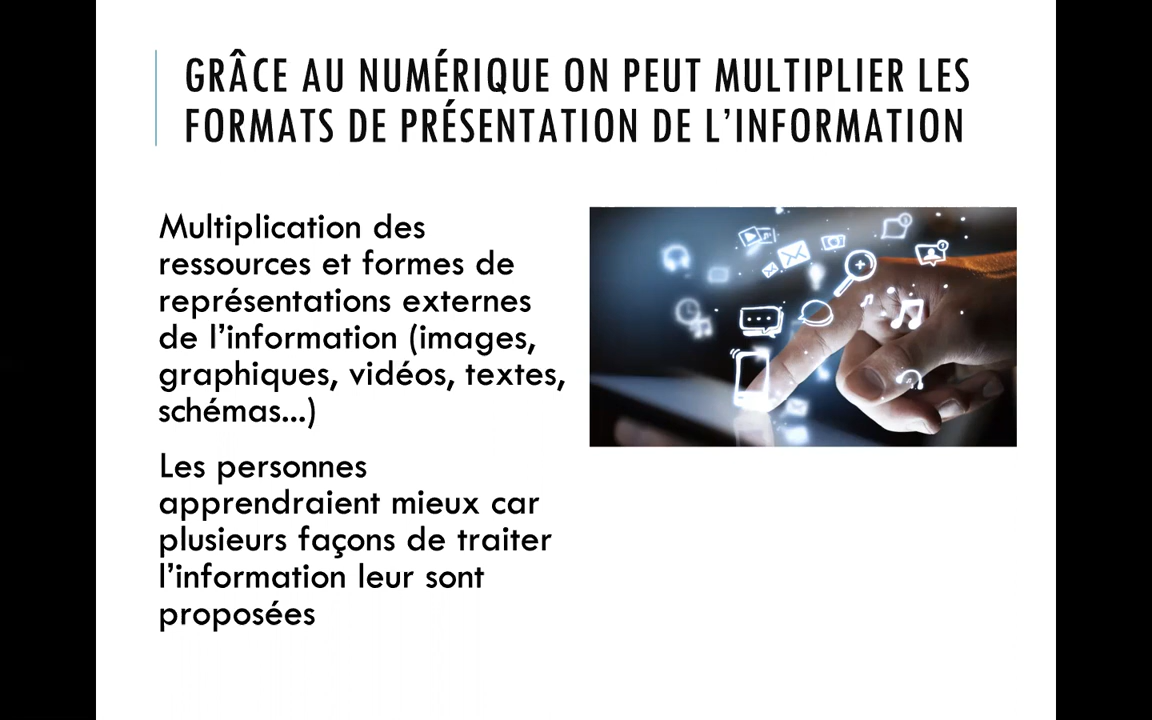 GRÂCE AU NUMÉRIQUE ON PEUT MULTIPLIER LES
FORMATS DE PRÉSENTATION DE L’INFORMATION
Multiplication des
ressources et formes de
représentations externes
de l’information (images,
graphiques, vidéos, textes,
schémas...)
Les personnes
apprendraient mieux car
plusieurs façons de traiter
l’information leur sont
proposées